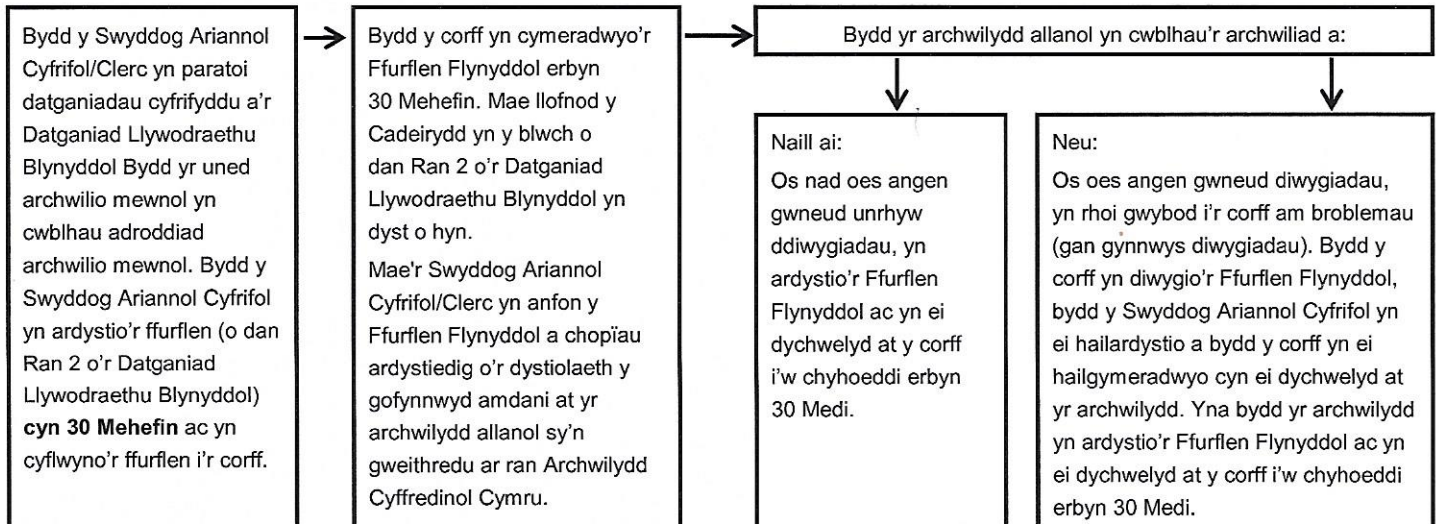 Bydd y Swyddog Ariannol
Cyfrifol/Clerc yn paratoi
datganiadau cyfrifyddu a'r
Datganiad Llywodraethu
Blynyddol Bydd yr uned
archwilio mewnol yn
cwblhau adroddiad
archwilio mewnol. Bydd y
Swyddog Ariannol Cyfrifol
yn ardystio'r ffurflen (o dan
Ran 2 o'r Datganiad
Llywodraethu Blynyddol)
cyn 30 Mehefin ac yn
cyflwyno'r ffurflen i'r corff.
Bydd y corff yn cymeradwyo'r
Ffurflen Flynyddol erbyn
30 Mehefin. Mae llofnod y
Cadeirydd yn y blwch o
dan Ran 2 o'r Datganiad
Llywodraethu Blynyddol yn
dyst o hyn.
Mae'r Swyddog Ariannol
Cyfrifol/Clerc yn anfon y
Ffurflen Flynyddol a chopïau
ardystiedig o'r dystiolaeth y
gofynnwyd amdani at yr
archwilydd allanol sy'n
gweithredu ar ran Archwilydd
Cyffredinol Cymru.
Bydd yr archwilydd allanol yn cwblhau'r archwiliad a:
Naill ai:
Os nad oes angen
gwneud unrhyw
ddiwygiadau, yn
ardystio'r Ffurflen
Flynyddol ac yn ei
dychwelyd at y corff
i'w chyhoeddi erbyn
30 Medi.
Neu:
Os oes angen gwneud diwygiadau,
yn rhoi gwybod i'r corff am broblemau
(gan gynnwys diwygiadau). Bydd y
corff yn diwygio'r Ffurflen Flynyddol,
bydd y Swyddog Ariannol Cyfrifol yn
ei hailardystio a bydd y corff yn ei
hailgymeradwyo cyn ei dychwelyd at
yr archwilydd. Yna bydd yr archwilydd
yn ardystio'r Ffurflen Flynyddol ac yn
ei dychwelyd at y corff i'w chyhoeddi
erbyn 30 Medi.